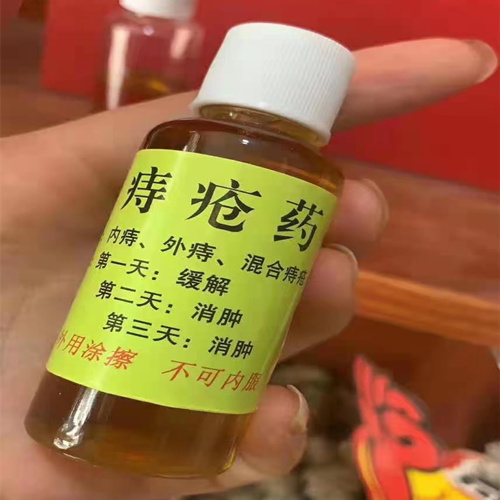 痔疮药
内痔、外痔、混合痔疮
第一天：缓解
第二天：消肿
第三天：消肿
外用涂擦 不可内服